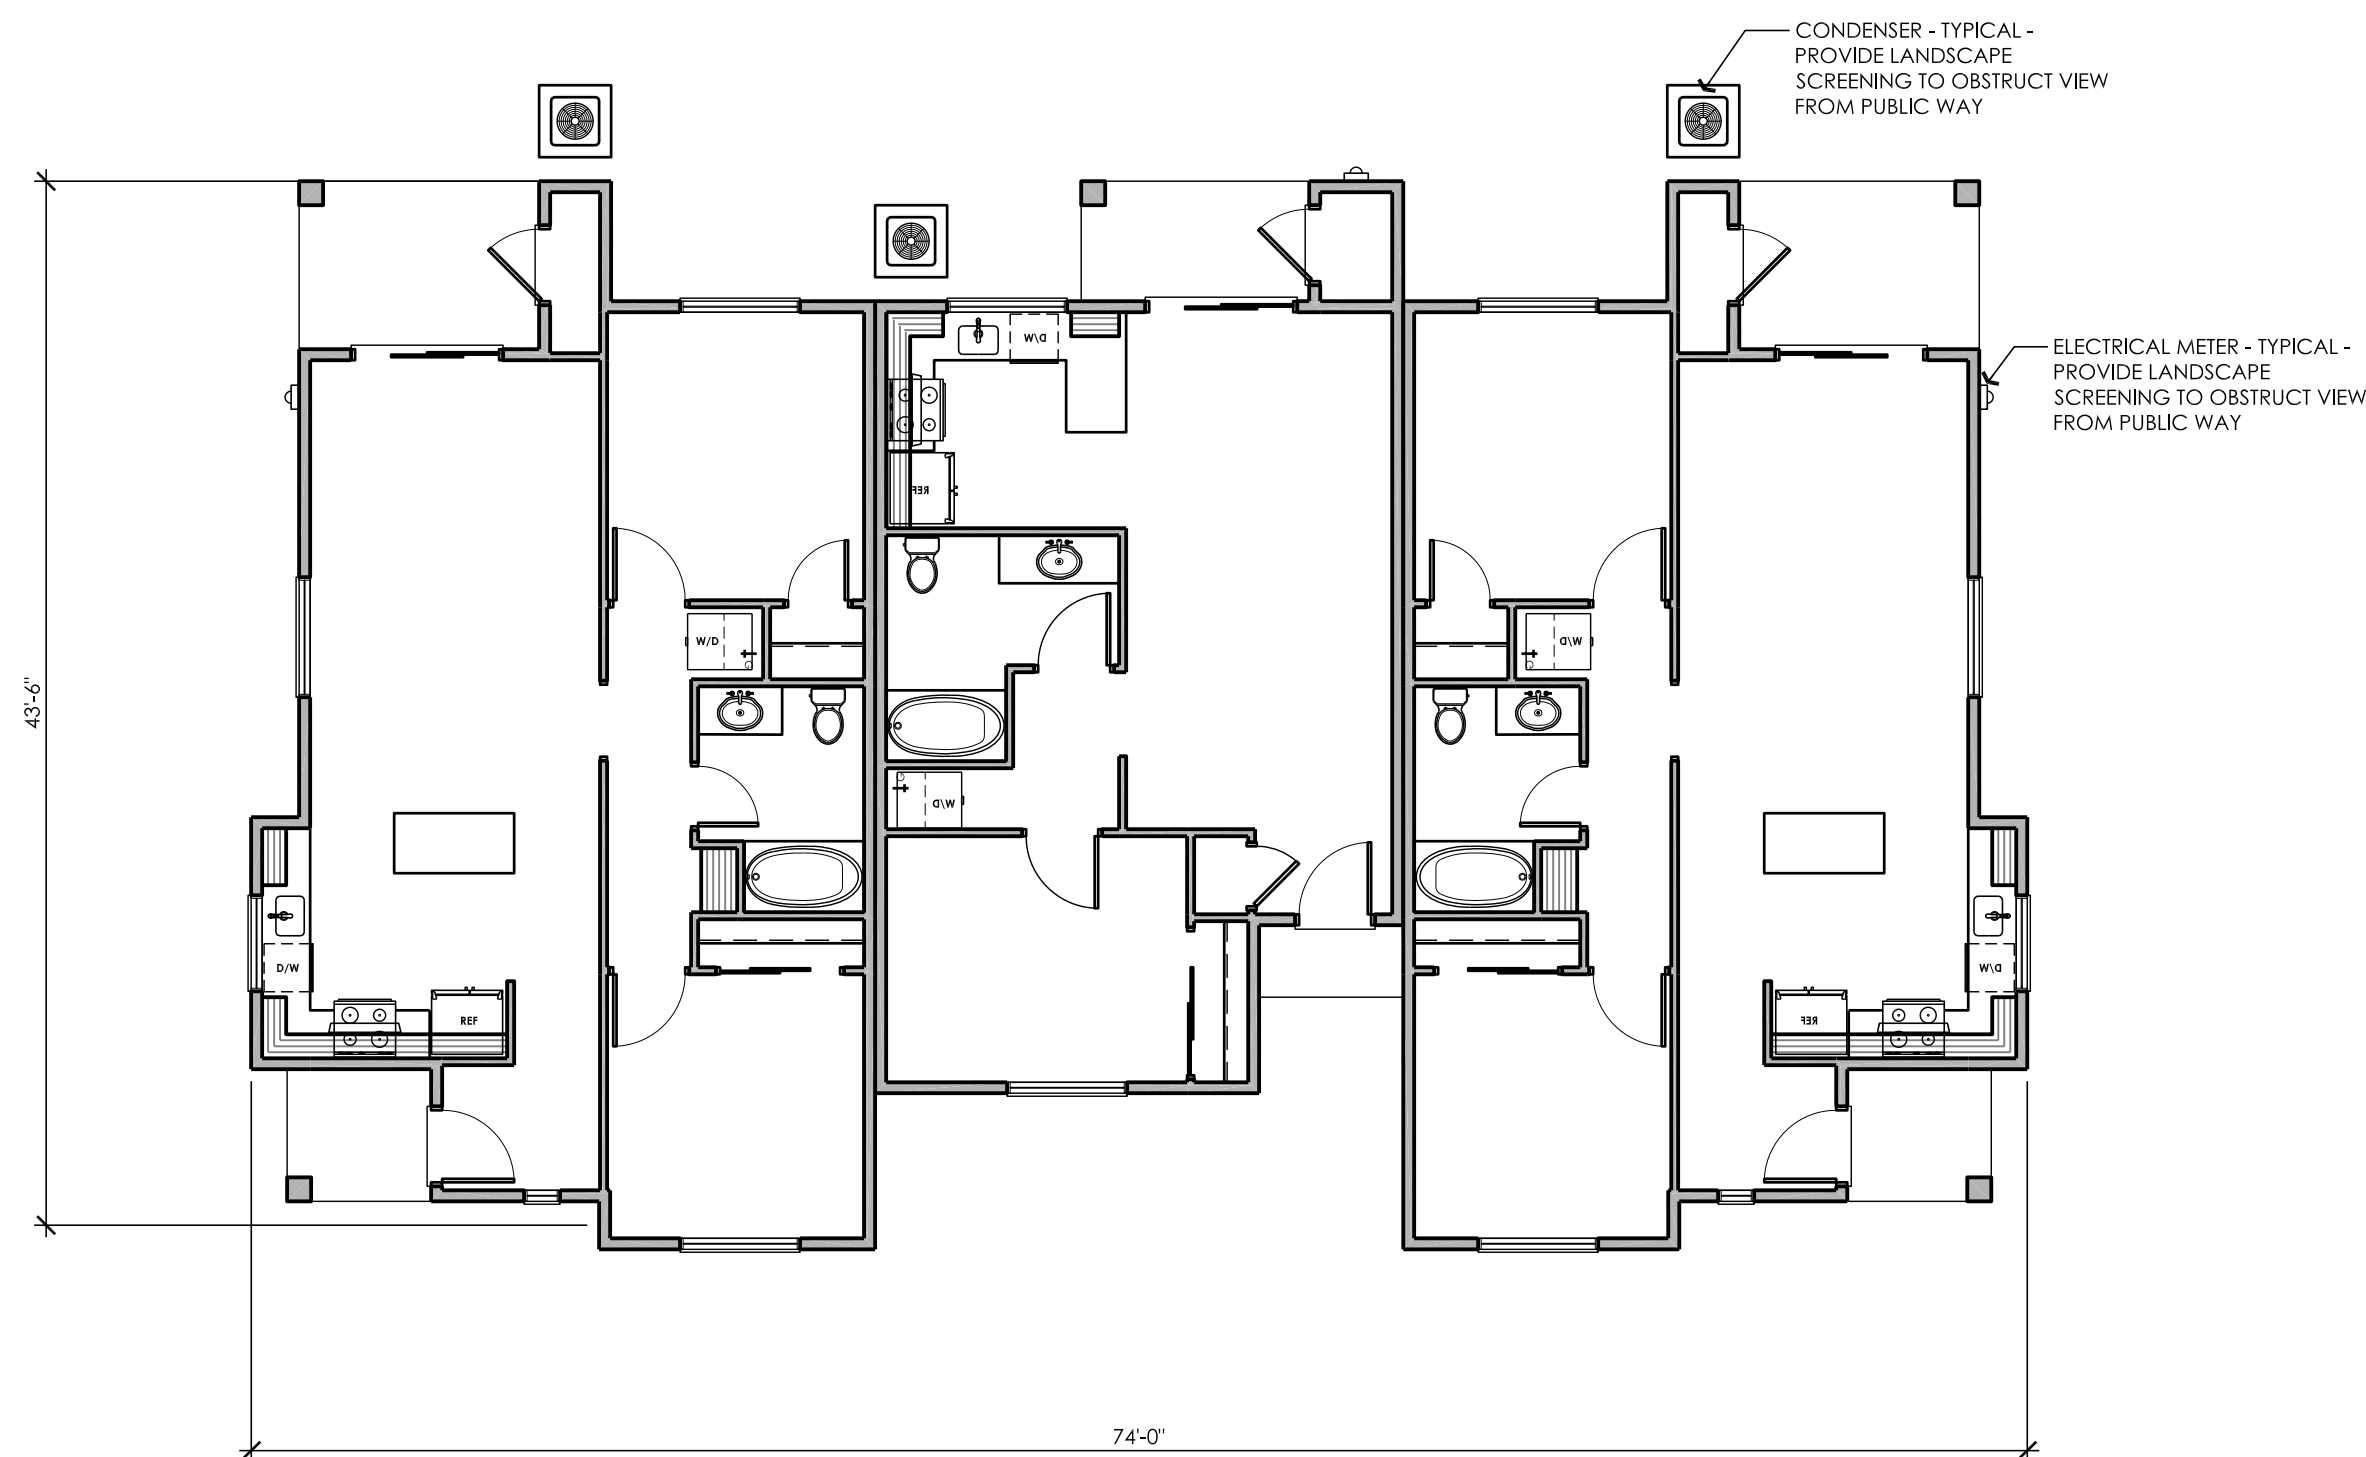 CONDENSER - TYPICAL -
PROVIDE LANDSCAPE
SCREENING TO OBSTRUCT VIEW
FROM PUBLIC WAY
ELECTRICAL METER - TYPICAL -
PROVIDE LANDSCAPE
SCREENING TO OBSTRUCT VIEW
FROM PUBLIC WAY
D/W
REF
W/D
W/D
W/D
D/W
D/W
REF
REF
43'-6"
74'-0"